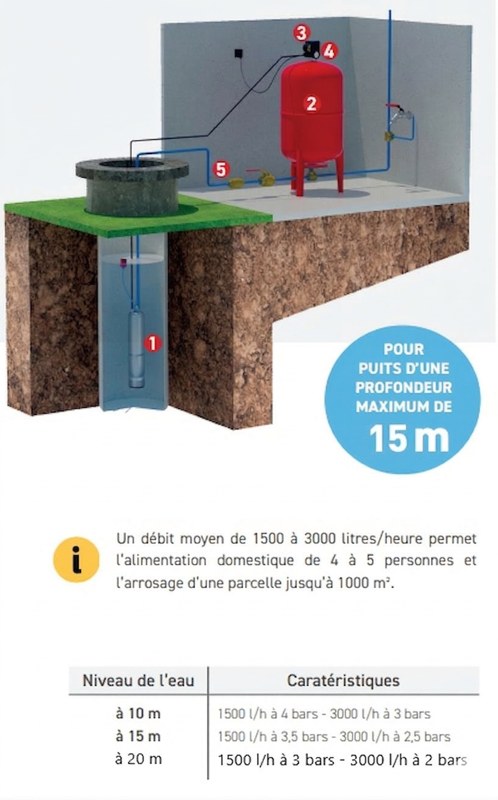 3
4
2
5
1
POUR
PUITS D'UNE
PROFONDEUR
MAXIMUM DE
15 m
i
Un débit moyen de 1500 à 3000 litres/heure permet
l'alimentation domestique de 4 à 5 personnes et
l'arrosage d'une parcelle jusqu'à 1000 m².
Niveau de l'eau Caratéristiques
à 10 m 1500 l/h à 4 bars - 3000 l/h à 3 bars
à 15 m 1500 l/h à 3,5 bars - 3000 l/h à 2,5 bars
à 20 m 1500 l/h à 3 bars - 3000 l/h à 2 bars